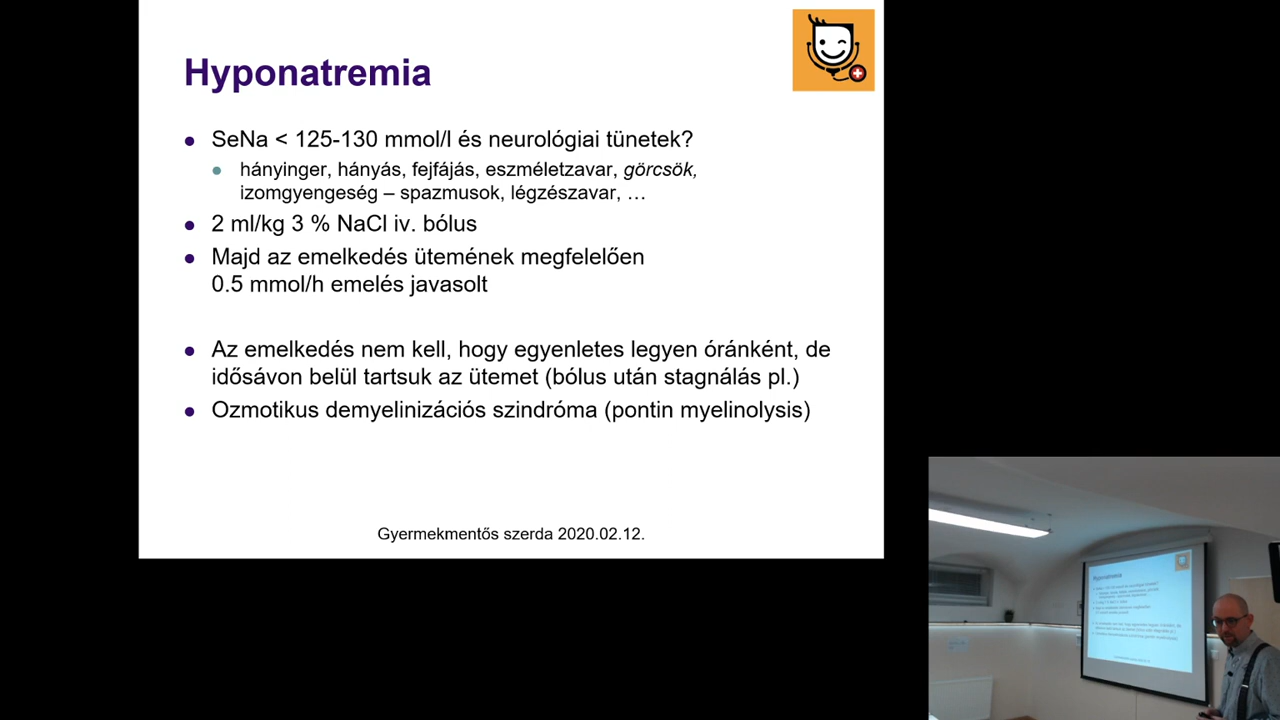 Hyponatremia
SeNa < 125-130 mmol/l és neurológiai tünetek?
hányinger, hányás, fejfájás, eszméletzavar, görcsök,
izomgyengeség – spazmusok, légzészavar, …
2 ml/kg 3 % NaCl iv. bólus
Majd az emelkedés ütemének megfelelően
0.5 mmol/h emelés javasolt
Az emelkedés nem kell, hogy egyenletes legyen óránként, de
idősávon belül tartsuk az ütemet (bólus után stagnálás pl.)
Ozmotikus demyelinizációs szindróma (pontin myelinolysis)
Gyermekmentős szerda 2020.02.12.
Hyponatremia